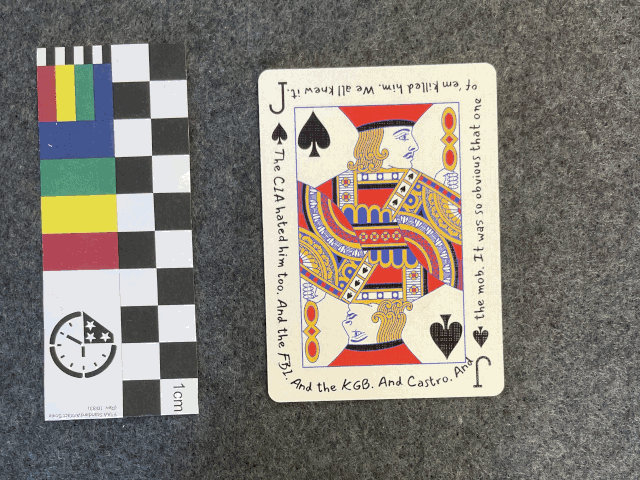 J
The CIA hated him too. And the FBI. And the KGB. And Castro. And
the mob. It was so obvious that one
of 'em killed him. We all knew it.
J
1cm